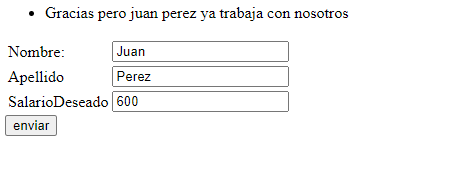 Gracias pero juan perez ya trabaja con nosotros
Nombre: Juan
Apellido Perez
SalarioDeseado 600
enviar